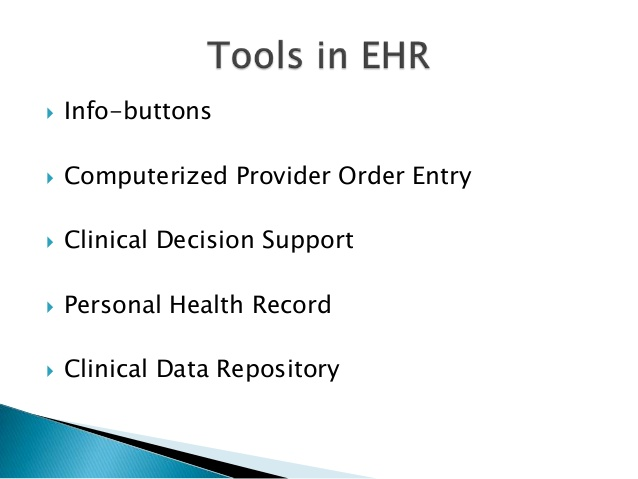 Tools in EHR
Info-buttons
Computerized Provider Order Entry
Clinical Decision Support
Personal Health Record
Clinical Data Repository